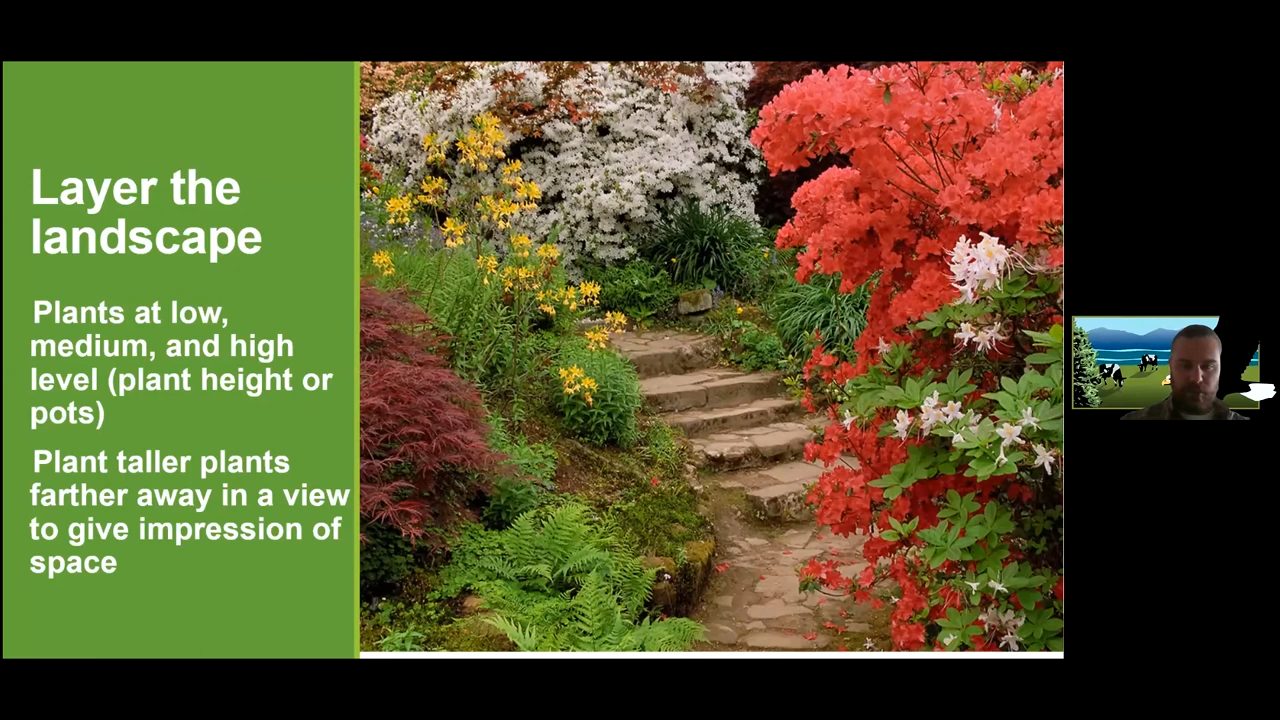 Layer the
landscape
Plants at low,
medium, and high
level (plant height or
pots)
Plant taller plants
farther away in a view
to give impression of
space